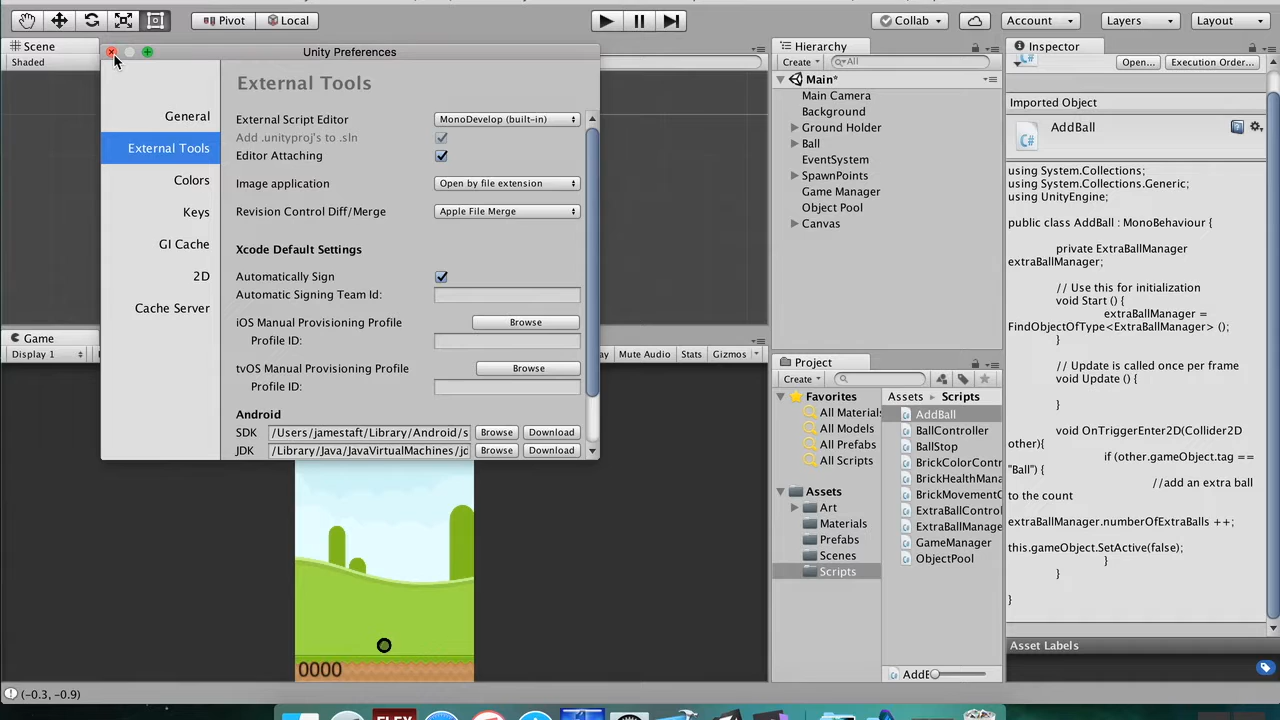 Pivot
Local
Collab
Account
Layers
Layout
Scene
Shaded
Unity Preferences
General
External Tools
Colors
Keys
GI Cache
2D
Cache Server
External Tools
External Script Editor
MonoDevelop (built-in)
Add .unityproj's to .sln
Editor Attaching
Image application
Open by file extension
Revision Control Diff/Merge
Apple File Merge
Xcode Default Settings
Automatically Sign
Automatic Signing Team Id:
iOS Manual Provisioning Profile
Browse
Profile ID:
tvOS Manual Provisioning Profile
Browse
Profile ID:
Android
SDK /Users/jamestaft/Library/Android/s Browse Download
JDK /Library/Java/JavaVirtualMachines/jd Browse Download
Game
Display 1
Mute Audio
Stats
Gizmos
0000
(-0.3, -0.9)
Hierarchy
Create
All
Main*
Main Camera
Background
Ground Holder
Ball
EventSystem
SpawnPoints
Game Manager
Object Pool
Canvas
Project
Create
Favorites
All Materials
All Models
All Prefabs
All Scripts
Assets
Art
Materials
Prefabs
Scenes
Scripts
Assets
Scripts
AddBall
BallController
BallStop
BrickColorContr
BrickHealthMana
BrickMovementC
ExtraBallContro
ExtraBallManage
GameManager
ObjectPool
Inspector
Open...
Execution Order...
Imported Object
AddBall
using System.Collections;
using System.Collections.Generic;
using UnityEngine;
public class AddBall : MonoBehaviour {
private ExtraBallManager
extraBallManager;
// Use this for initialization
void Start () {
extraBallManager =
FindObjectOfType<ExtraBallManager> ();
}
// Update is called once per frame
void Update () {
}
void OnTriggerEnter2D(Collider2D
other){
if (other.gameObject.tag ==
"Ball") {
//add an extra ball
to the count
extraBallManager.numberOfExtraBalls ++;
this.gameObject.SetActive(false);
}
}
}
Asset Labels